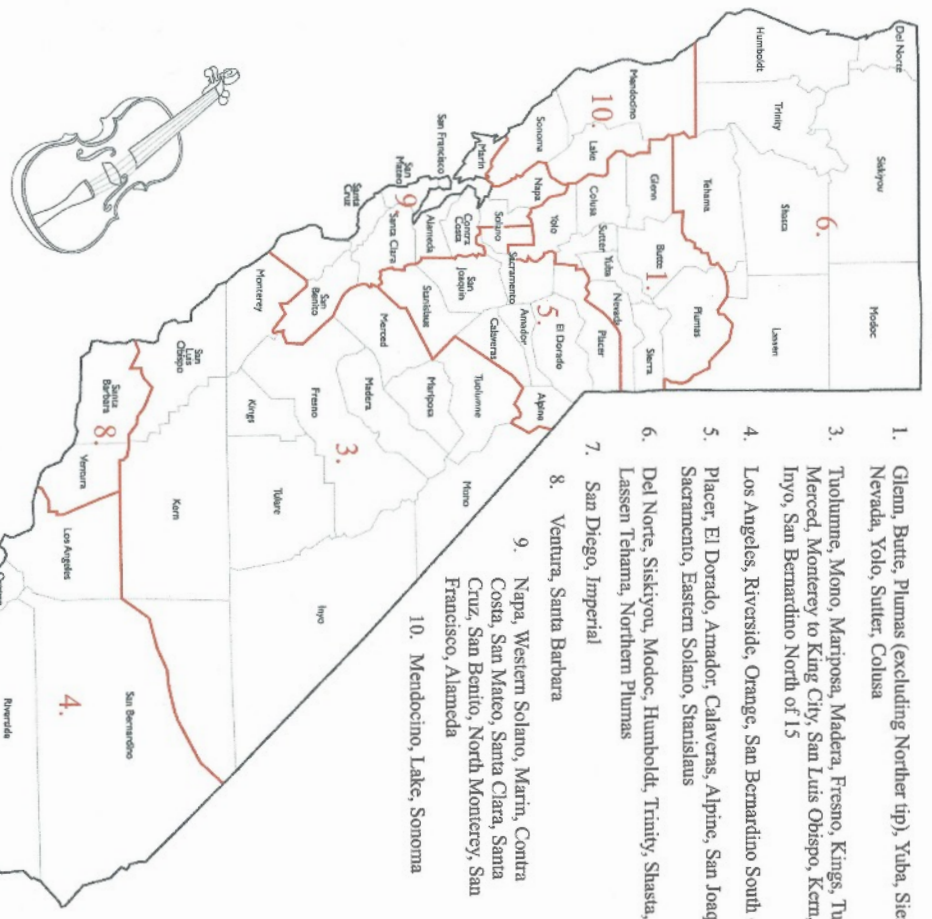 Del Norte
Siskiyou
Modoc
6.
Humboldt
Trinity
Shasta
Lassen
Tehama
Plumas
Mendocino
10.
Glenn
Butte
1.
Sierra
Lake
Colusa
Sutter
Yuba
Nevada
Placer
Sonoma
Napa
Yolo
El Dorado
5.
Sacramento
Amador
Alpine
Marin
Solano
Contra
Costa
San
Joaquin
Calaveras
Tuolumne
San Francisco
Alameda
Stanislaus
Mariposa
Mono
San
Mateo
9.
Santa Clara
Merced
Madera
Santa
Cruz
San
Benito
Fresno
3.
Monterey
Kings
Tulare
Inyo
San
Luis
Obispo
Kern
Santa
Barbara
8.
Ventura
Los Angeles
San Bernardino
4.
Riverside
1. Glenn, Butte, Plumas (excluding Norther tip), Yuba, Sie
Nevada, Yolo, Sutter, Colusa
3. Tuolumne, Mono, Mariposa, Madera, Fresno, Kings, Tu
Merced, Monterey to King City, San Luis Obispo, Kern,
Inyo, San Bernardino North of 15
4. Los Angeles, Riverside, Orange, San Bernardino South
5. Placer, El Dorado, Amador, Calaveras, Alpine, San Joaq
Sacramento, Eastern Solano, Stanislaus
6. Del Norte, Siskiyou, Modoc, Humboldt, Trinity, Shasta,
Lassen Tehama, Northern Plumas
7. San Diego, Imperial
8. Ventura, Santa Barbara
9. Napa, Western Solano, Marin, Contra
Costa, San Mateo, Santa Clara, Santa
Cruz, San Benito, North Monterey, San
Francisco, Alameda
10. Mendocino, Lake, Sonoma